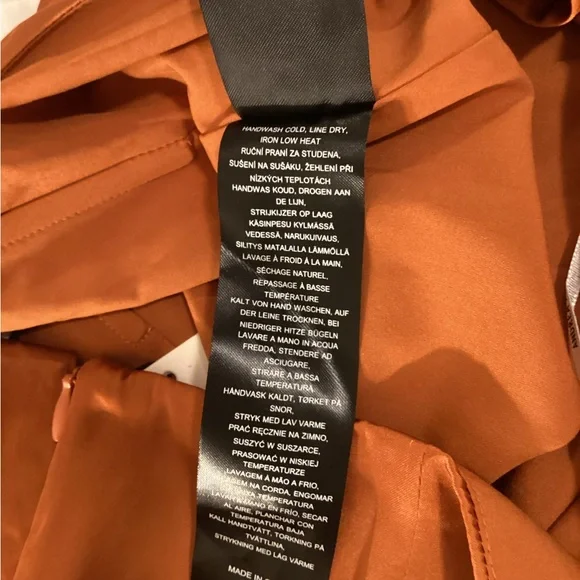 HANDWASH COLD, LINE DRY,
IRON LOW HEAT
RUČNÍ PRANÍ ZA STUDENA,
SUŠENÍ NA SUŠÁKU, ŽEHLENÍ PŘI
NÍZKÝCH TEPLOTÁCH
HANDWAS KOUD, DROGEN AAN
DE LIJN,
STRIJKIJZER OP LAAG
KÄSINPESU KYLMÄSSÄ
VEDESSÄ, NARUKUIVAUS,
SILITYS MATALALLA LÄMMÖLLÄ
LAVAGE À FROID À LA MAIN,
SÉCHAGE NATUREL,
REPASSAGE À BASSE
TEMPÉRATURE
KALT VON HAND WASCHEN, AUF
DER LEINE TROCKNEN, BEI
NIEDRIGER HITZE BÜGELN
LAVARE A MANO IN ACQUA
FREDDA, STENDERE AD
ASCIUGARE,
STIRARE A BASSA
TEMPERATURA
HÅNDVASK KALDT, TØRKET PÅ
SNOR,
STRYK MED LAV VARME
PRAĆ RĘCZNIE NA ZIMNO,
SUSZYĆ W SUSZARCE,
PRASOWAĆ W NISKIEJ
TEMPERATURZE
LAVAGEM À MÃO A FRIO,
NA CORDA, ENGOMAR
TEMPERATURA BAIXA
LAVAR A MANO EN FRÍO, SECAR
AL AIRE, PLANCHAR CON
TEMPERATURA BAJA
KALL HANDTVÄTT, TORKNING PÅ
TVÄTTLINA,
STRYKNING MED LÅG VÄRME
MADE IN